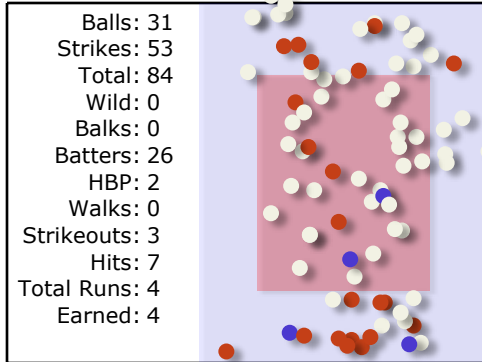 Balls: 31
Strikes: 53
Total: 84
Wild: 0
Balks: 0
Batters: 26
HBP: 2
Walks: 0
Strikeouts: 3
Hits: 7
Total Runs: 4
Earned: 4